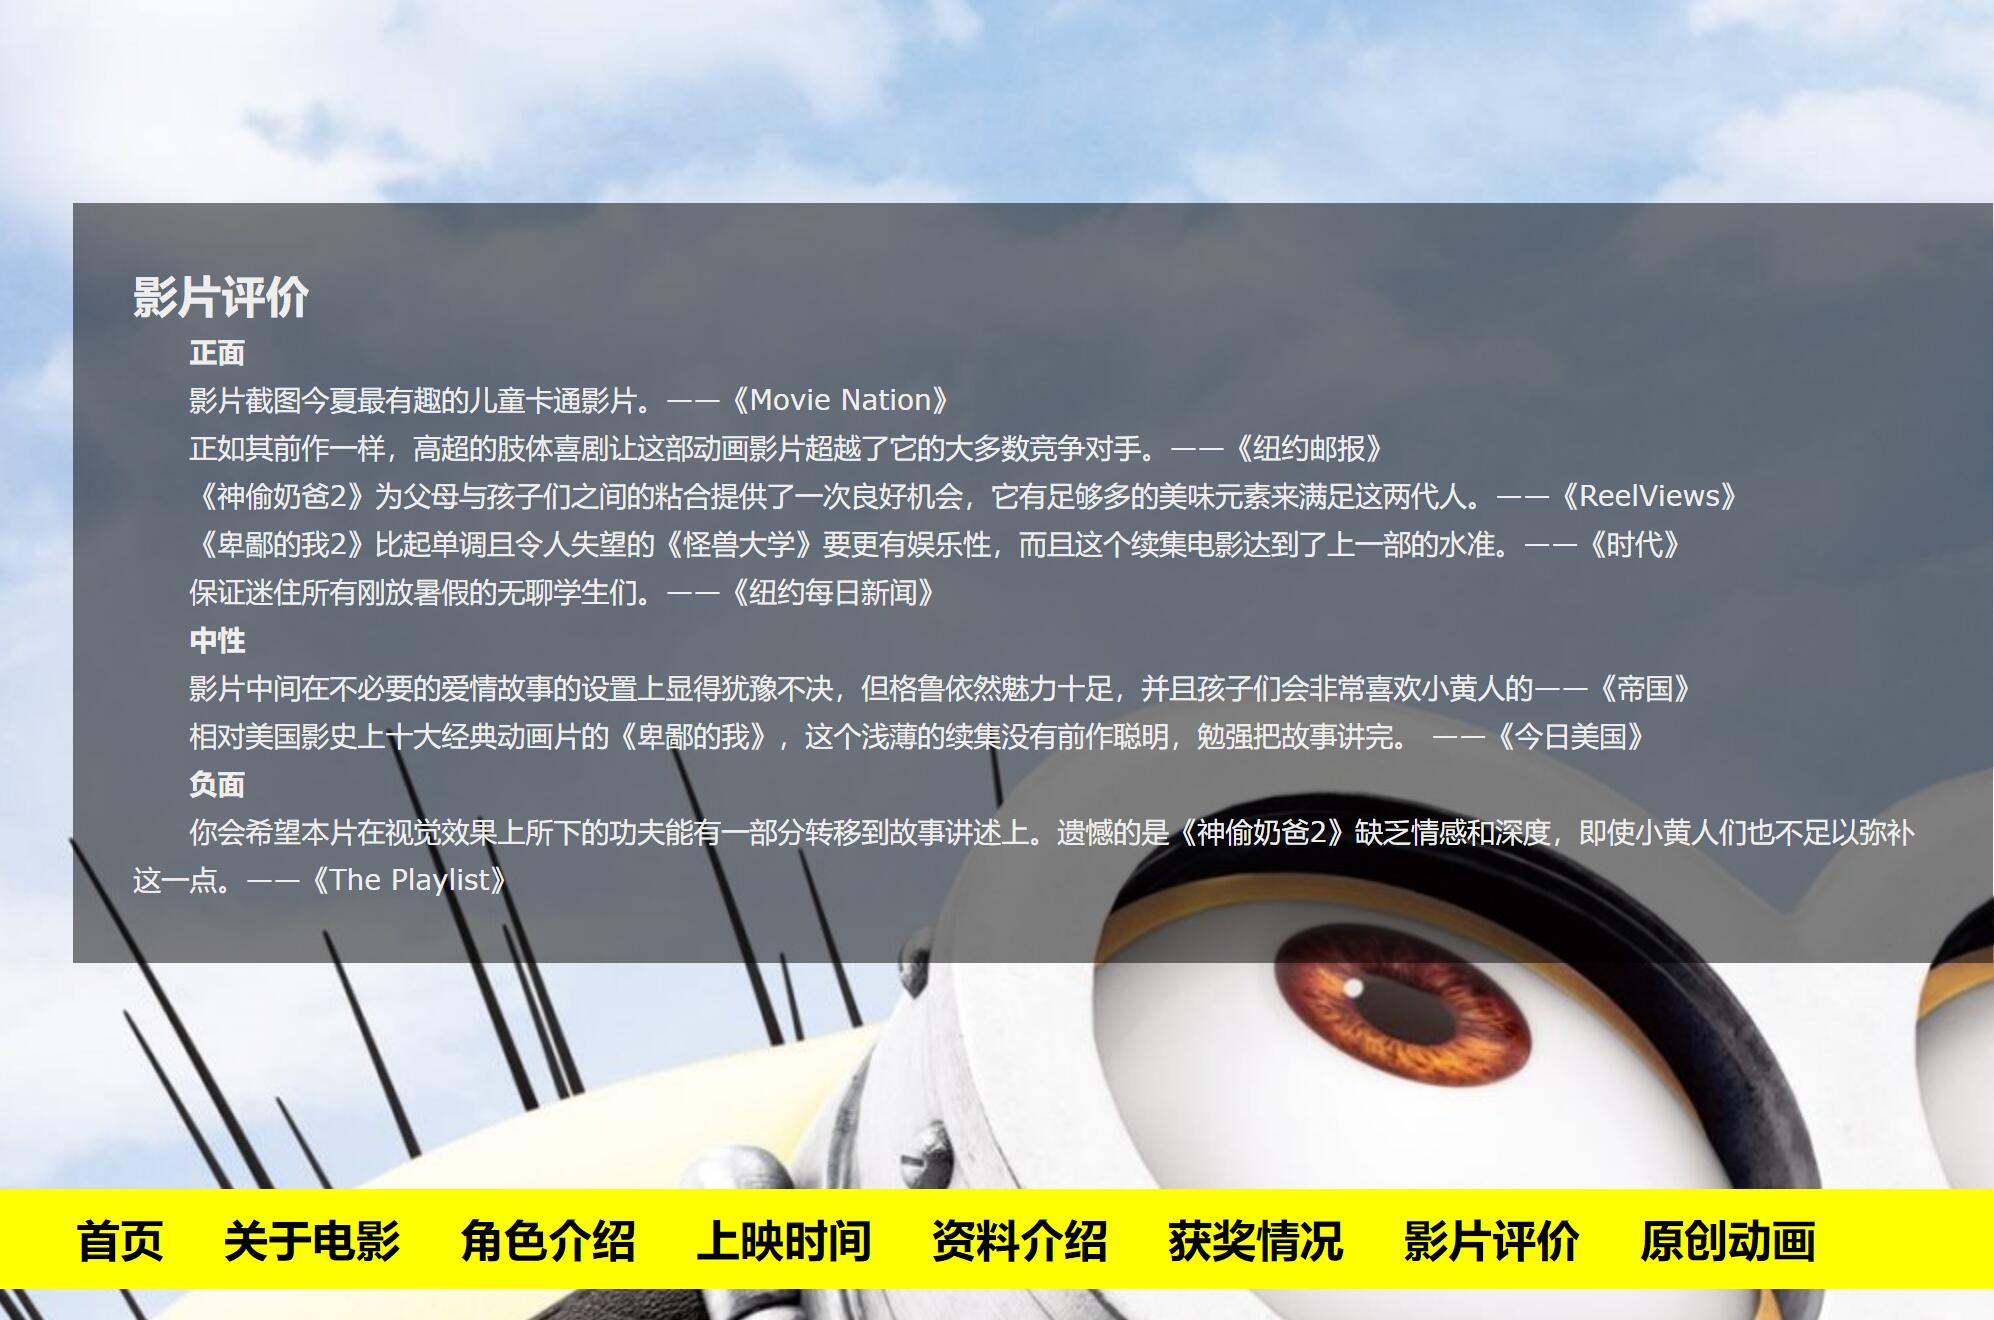 影片评价
正面
影片截图今夏最有趣的儿童卡通影片。——《Movie Nation》
正如其前作一样，高超的肢体喜剧让这部动画影片超越了它的大多数竞争对手。——《纽约邮报》
《神偷奶爸2》为父母与孩子们之间的粘合提供了一次良好机会，它有足够多的美味元素来满足这两代人。——《ReelViews》
《卑鄙的我2》比起单调且令人失望的《怪兽大学》要更有娱乐性，而且这个续集电影达到了上一部的水准。——《时代》
保证迷住所有刚放暑假的无聊学生们。——《纽约每日新闻》
中性
影片中间在不必要的爱情故事的设置上显得犹豫不决，但格鲁依然魅力十足，并且孩子们会非常喜欢小黄人的——《帝国》
相对美国影史上十大经典动画片的《卑鄙的我》，这个浅薄的续集没有前作聪明，勉强把故事讲完。 ——《今日美国》
负面
你会希望本片在视觉效果上所下的功夫能有一部分转移到故事讲述上。遗憾的是《神偷奶爸2》缺乏情感和深度，即使小黄人们也不足以弥补
这一点。——《The Playlist》
首页 关于电影 角色介绍 上映时间 资料介绍 获奖情况 影片评价 原创动画